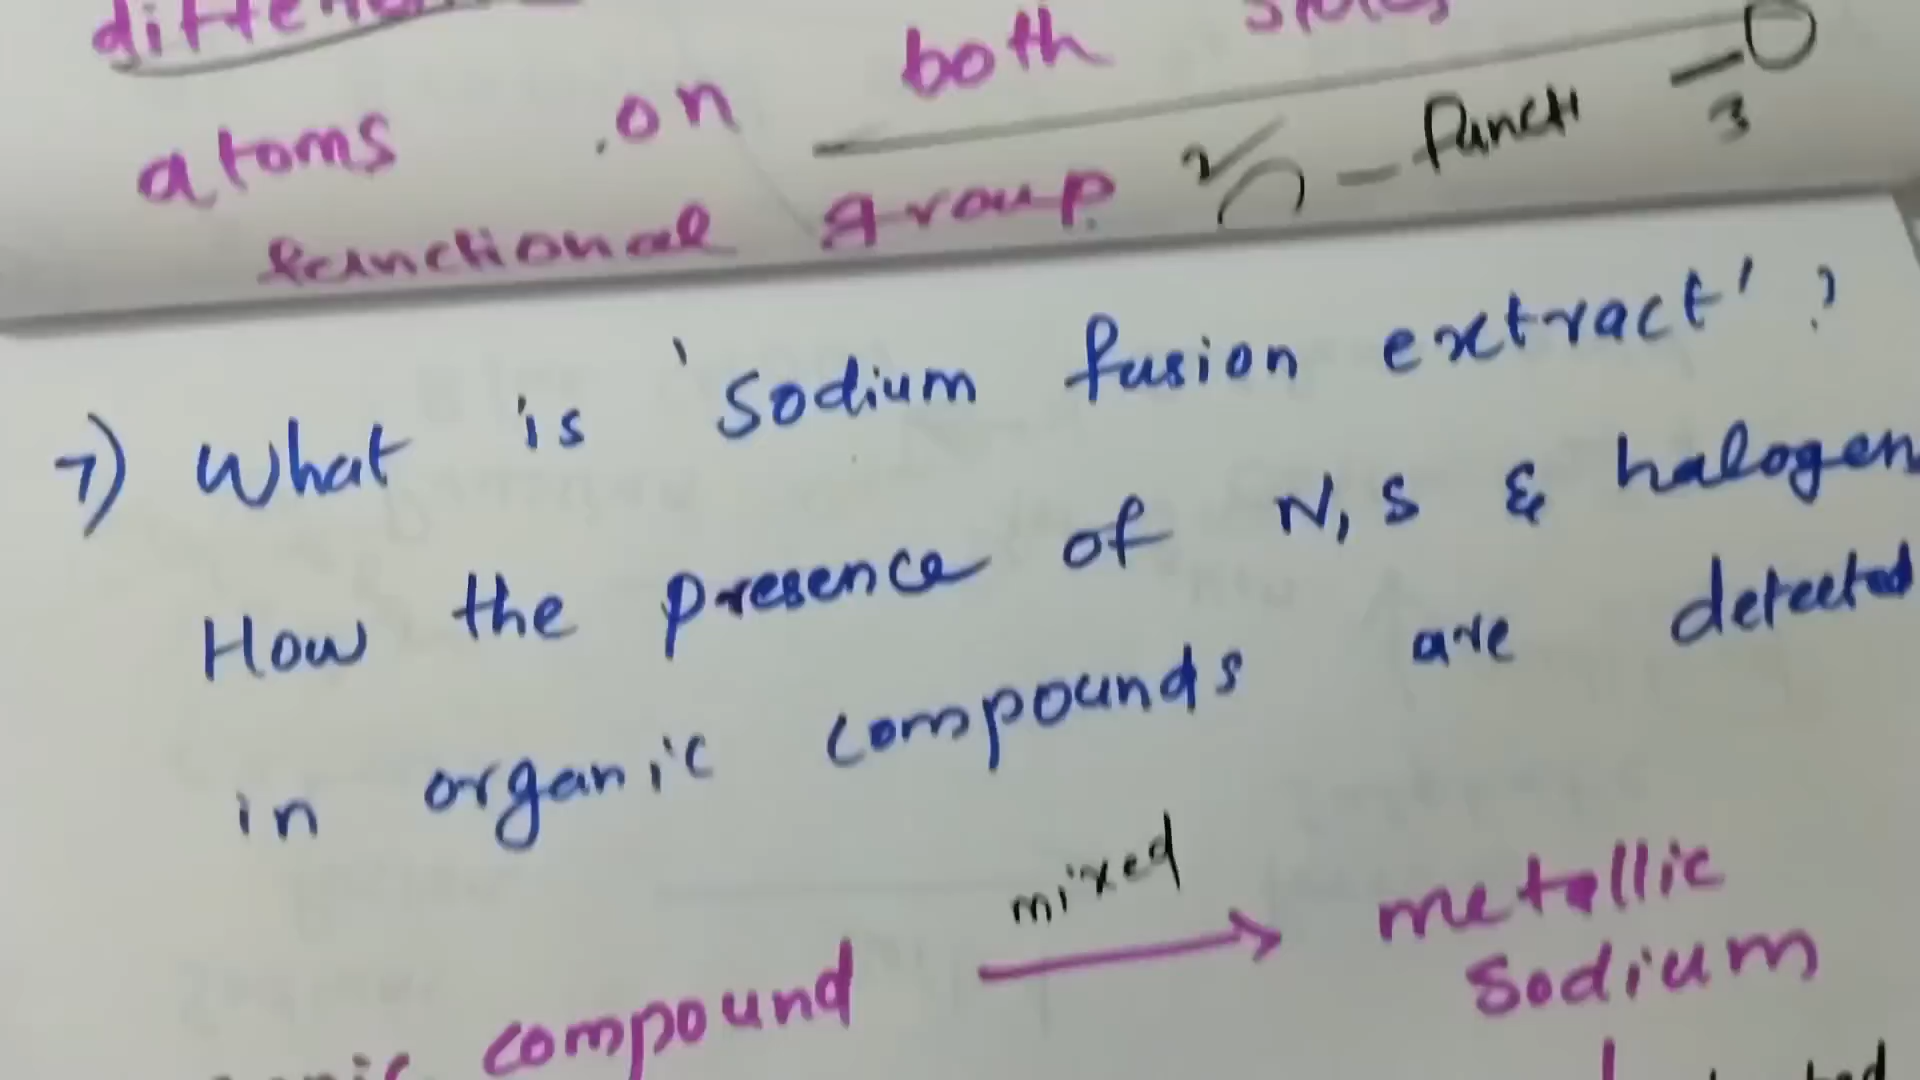 atoms on both
functional group
7) What is 'Sodium fusion extract'?
How the presence of N, S & halogen
in organic compounds are detected
compound mixed metallic
sodium